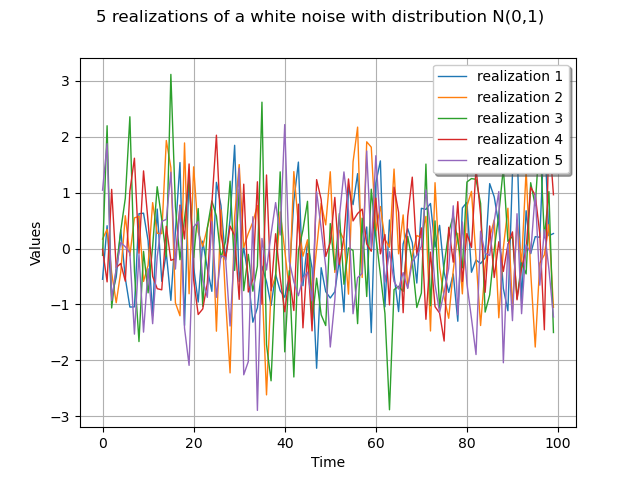 5 realizations of a white noise with distribution N(0,1)
realization 1
realization 2
realization 3
realization 4
realization 5
Values
3
2
1
0
−1
−2
−3
0 20 40 60 80 100
Time